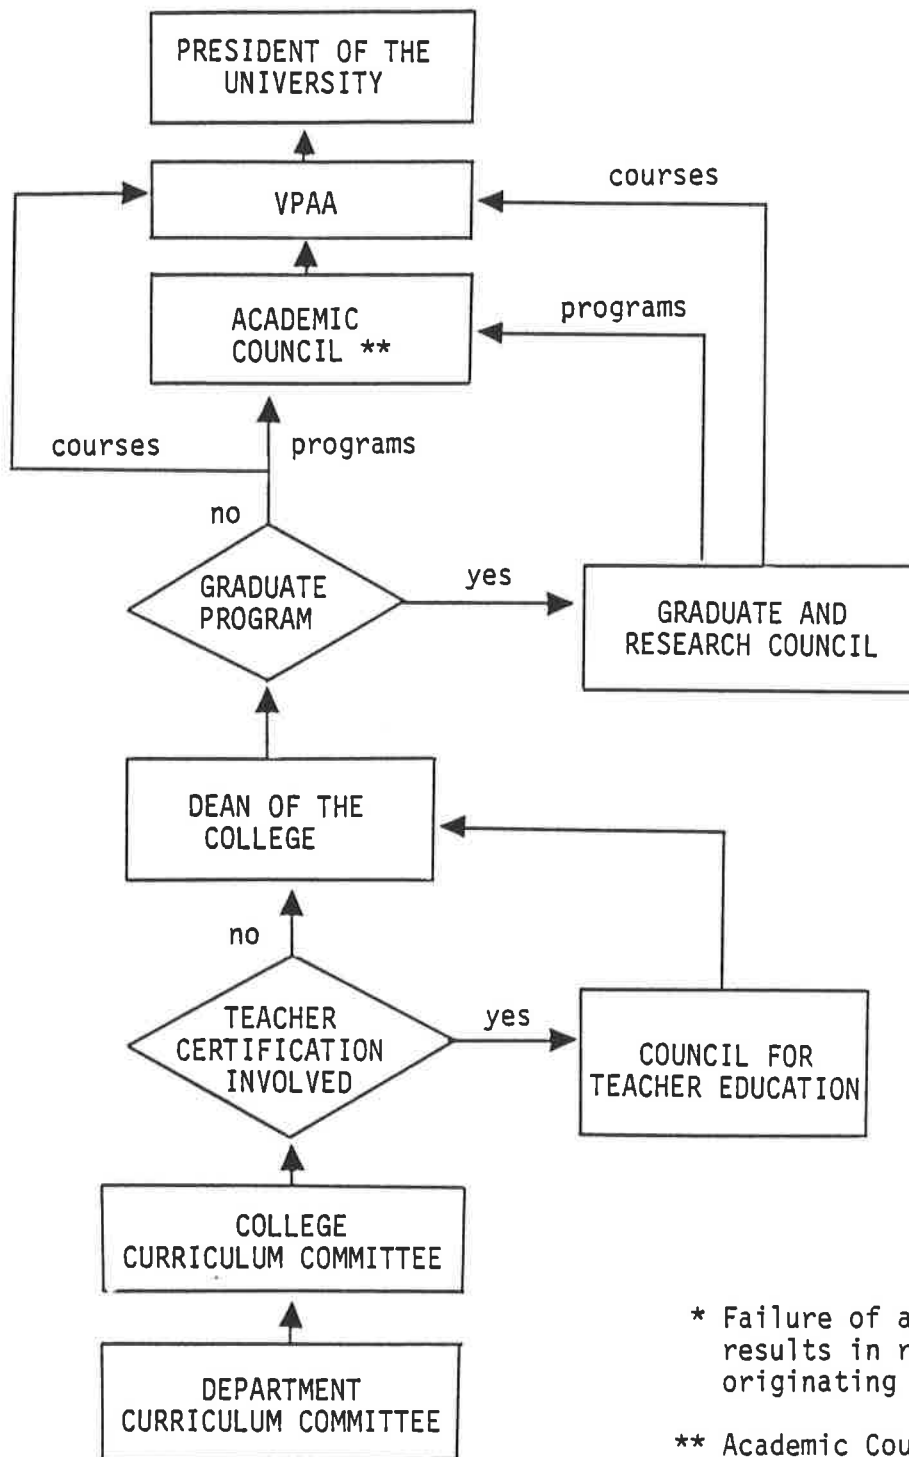 PRESIDENT OF THE
UNIVERSITY
VPAA
courses
ACADEMIC
COUNCIL **
programs
courses
programs
no
GRADUATE
PROGRAM
yes
GRADUATE AND
RESEARCH COUNCIL
DEAN OF THE
COLLEGE
no
TEACHER
CERTIFICATION
INVOLVED
yes
COUNCIL FOR
TEACHER EDUCATION
COLLEGE
CURRICULUM COMMITTEE
DEPARTMENT
CURRICULUM COMMITTEE
* Failure of
results in
originating
** Academic